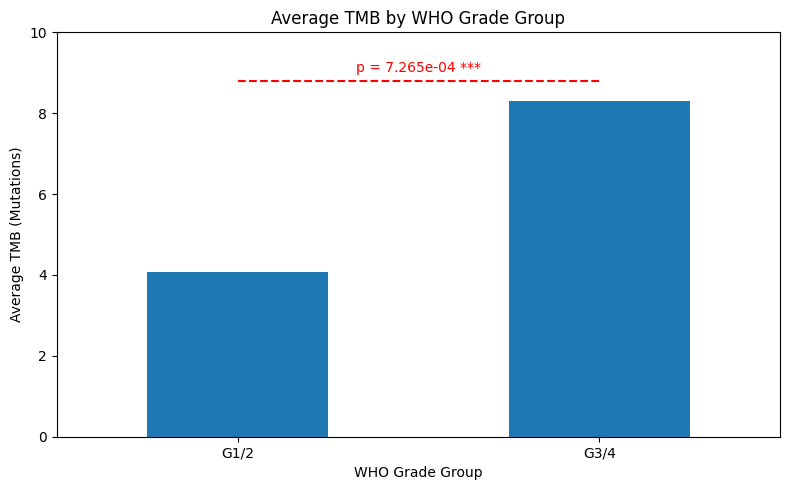 Average TMB by WHO Grade Group
10
p = 7.265e-04 ***
8
6
4
2
0
Average TMB (Mutations)
G1/2
G3/4
WHO Grade Group